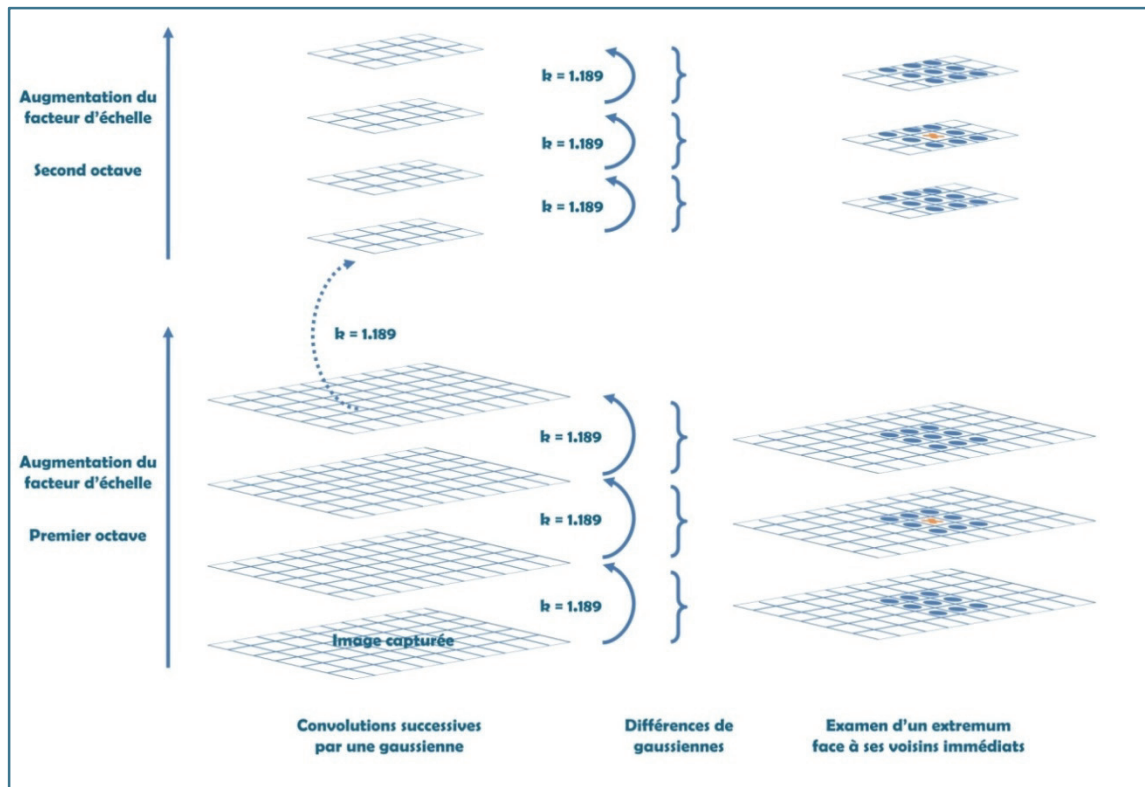 k = 1.189
Augmentation du
facteur d'échelle
k = 1.189
Second octave
k = 1.189
k = 1.189
k = 1.189
Augmentation du
facteur d'échelle
k = 1.189
Premier octave
k = 1.189
Image capturée
Convolutions successives
par une gaussienne
Différences de
gaussiennes
Examen d'un extremum
face à ses voisins immédiats